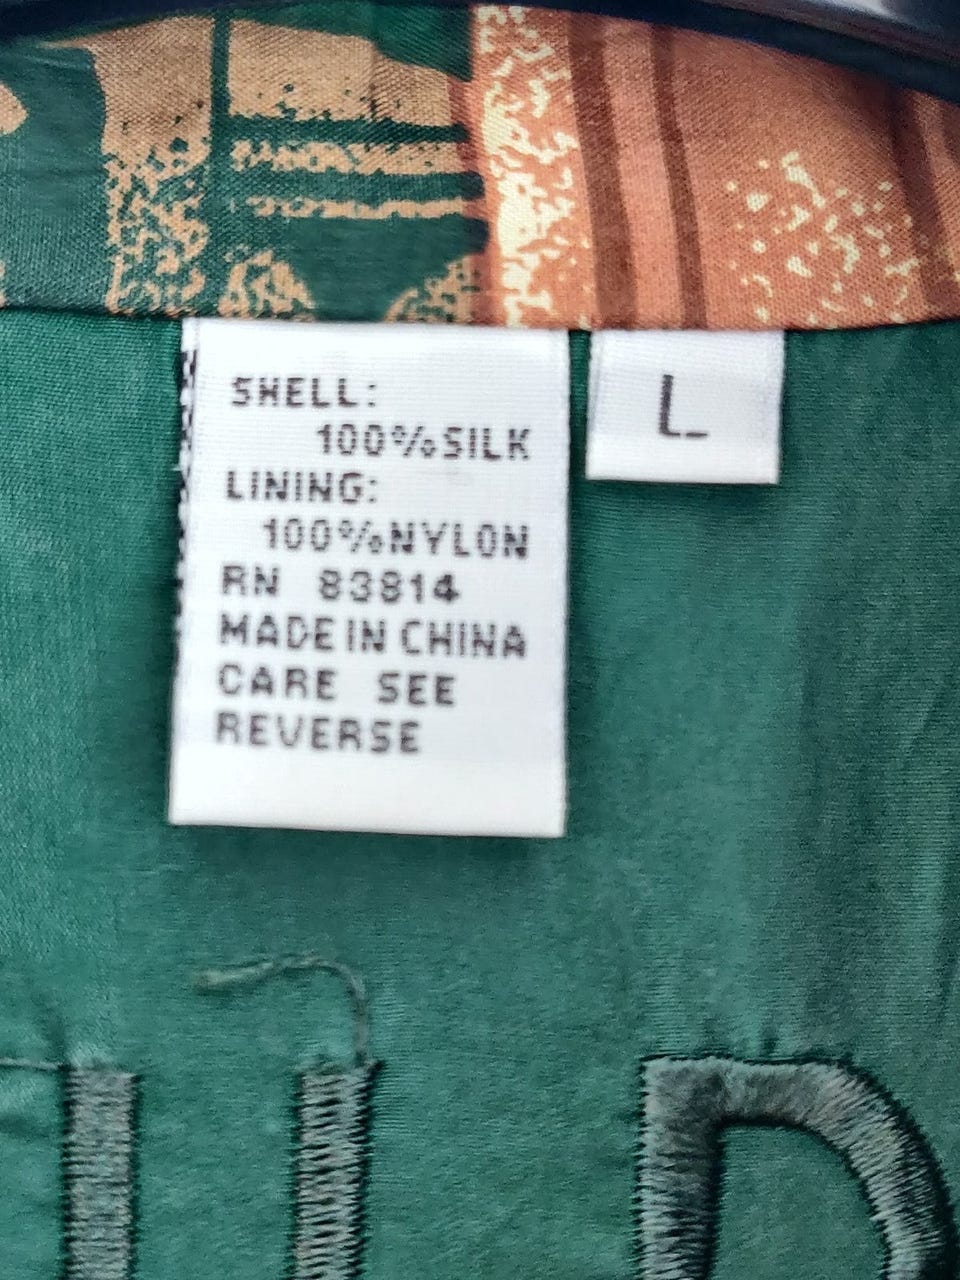 SHELL:
100%SILK
LINING:
100%NYLON
RN 83814
MADE IN CHINA
CARE SEE
REVERSE
L